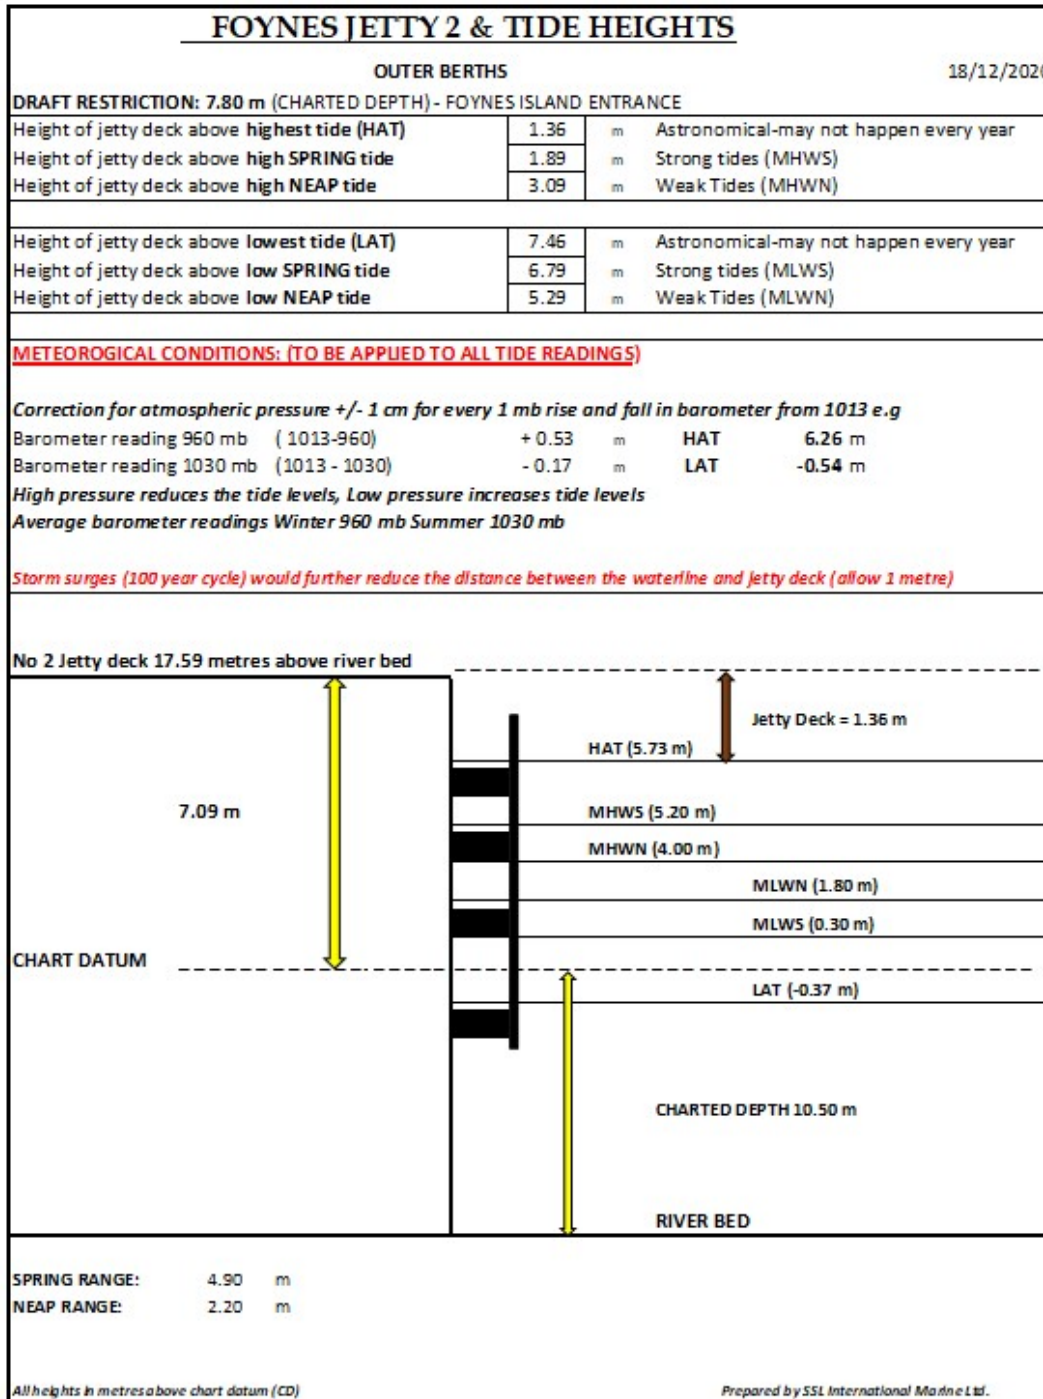 FOYNES JETTY 2 & TIDE HEIGHTS
OUTER BERTHS 18/12/2020
DRAFT RESTRICTION: 7.80 m (CHARTED DEPTH) - FOYNES ISLAND ENTRANCE
Height of jetty deck above highest tide (HAT) 1.36 m Astronomical-may not happen every year
Height of jetty deck above high SPRING tide 1.89 m Strong tides (MHWS)
Height of jetty deck above high NEAP tide 3.09 m Weak Tides (MHWN)
Height of jetty deck above lowest tide (LAT) 7.46 m Astronomical-may not happen every year
Height of jetty deck above low SPRING tide 6.79 m Strong tides (MLWS)
Height of jetty deck above low NEAP tide 5.29 m Weak Tides (MLWN)
METEOROGICAL CONDITIONS: (TO BE APPLIED TO ALL TIDE READINGS)
Correction for atmospheric pressure +/- 1 cm for every 1 mb rise and fall in barometer from 1013 e.g
Barometer reading 960 mb ( 1013-960) + 0.53 m HAT 6.26 m
Barometer reading 1030 mb (1013 - 1030) - 0.17 m LAT -0.54 m
High pressure reduces the tide levels, Low pressure increases tide levels
Average barometer readings Winter 960 mb Summer 1030 mb
Storm surges (100 year cycle) would further reduce the distance between the waterline and jetty deck (allow 1 metre)
No 2 Jetty deck 17.59 metres above river bed
Jetty Deck = 1.36 m
HAT (5.73 m)
7.09 m
MHWS (5.20 m)
MHWN (4.00 m)
MLWN (1.80 m)
MLWS (0.30 m)
CHART DATUM
LAT (-0.37 m)
CHARTED DEPTH 10.50 m
RIVER BED
SPRING RANGE: 4.90 m
NEAP RANGE: 2.20 m
All heights in metres above chart datum (CD) Prepared by SSL International Marine Ltd.